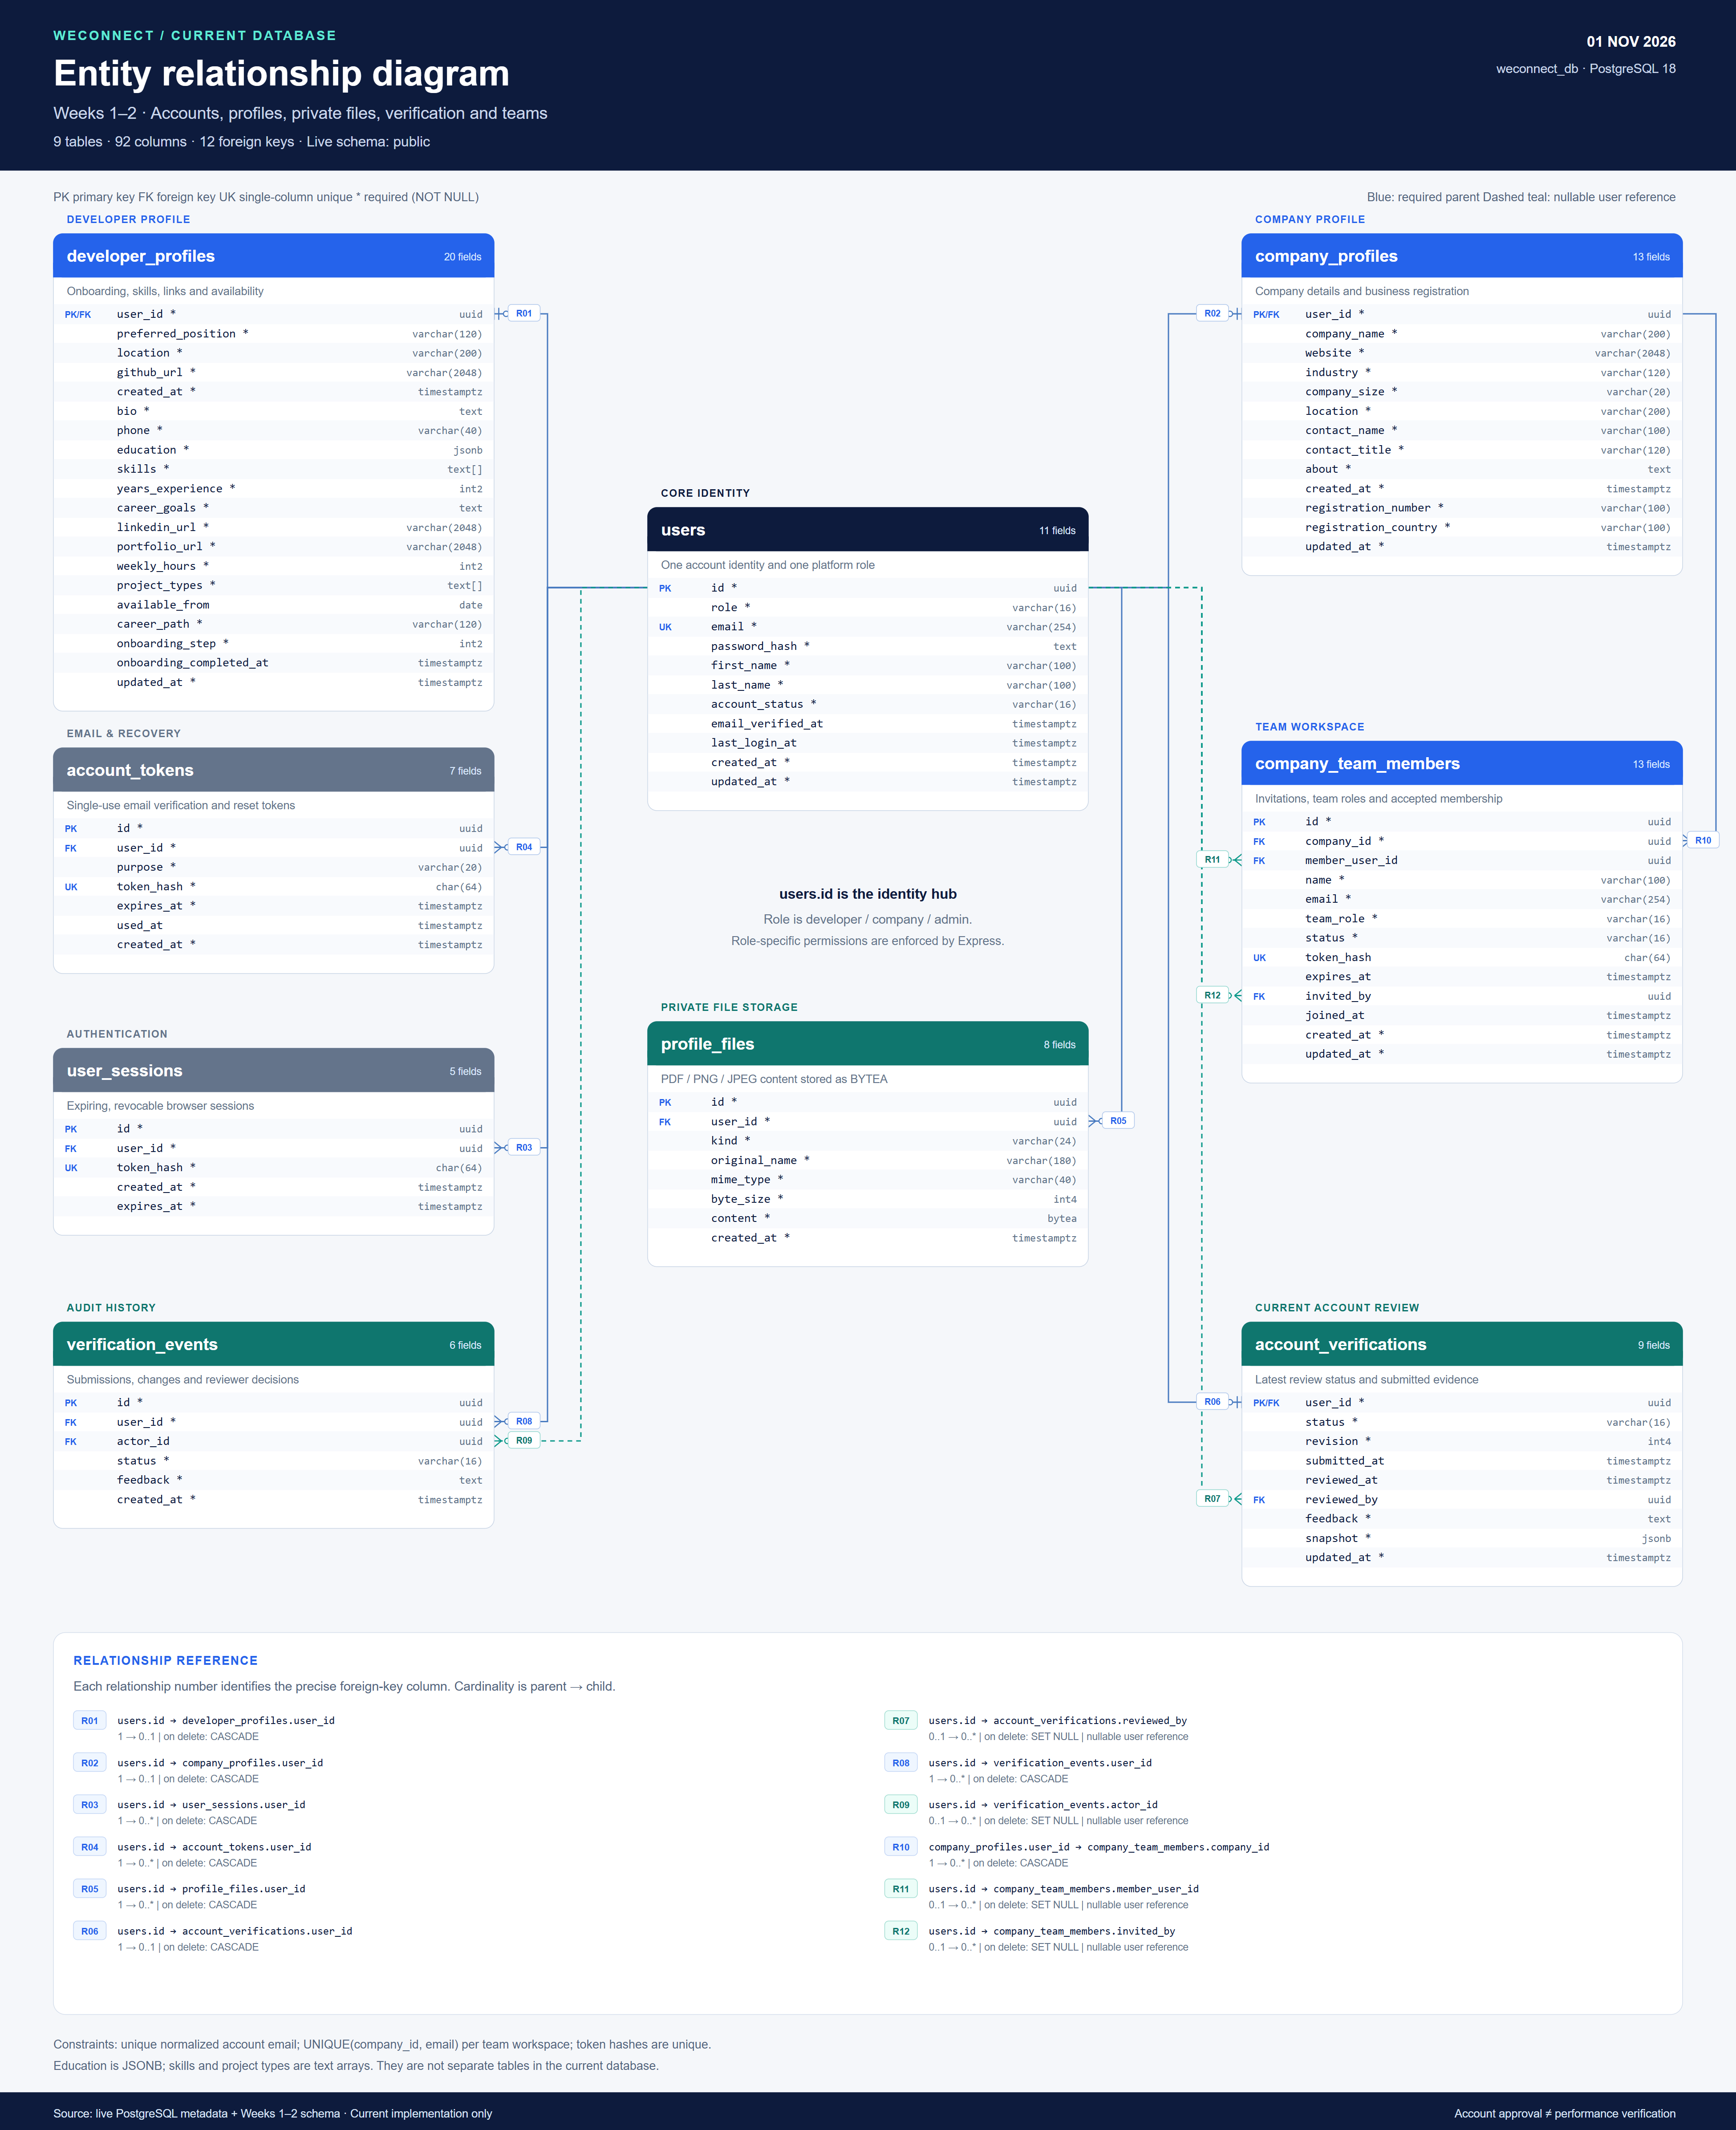 WECONNECT / CURRENT DATABASE
Entity relationship diagram
Weeks 1–2 · Accounts, profiles, private files, verification and teams
9 tables · 92 columns · 12 foreign keys · Live schema: public
01 NOV 2026
weconnect_db · PostgreSQL 18
PK primary key FK foreign key UK single-column unique * required (NOT NULL)
Blue: required parent Dashed teal: nullable user reference
DEVELOPER PROFILE
developer_profiles 20 fields
Onboarding, skills, links and availability
PK/FK user_id * uuid
preferred_position * varchar(120)
location * varchar(200)
github_url * varchar(2048)
created_at * timestamptz
bio * text
phone * varchar(40)
education * jsonb
skills * text[]
years_experience * int2
career_goals * text
linkedin_url * varchar(2048)
portfolio_url * varchar(2048)
weekly_hours * int2
project_types * text[]
available_from date
career_path * varchar(120)
onboarding_step * int2
onboarding_completed_at timestamptz
updated_at * timestamptz
R01
EMAIL & RECOVERY
account_tokens 7 fields
Single-use email verification and reset tokens
PK id * uuid
FK user_id * uuid
purpose * varchar(20)
UK token_hash * char(64)
expires_at * timestamptz
used_at timestamptz
created_at * timestamptz
R04
AUTHENTICATION
user_sessions 5 fields
Expiring, revocable browser sessions
PK id * uuid
FK user_id * uuid
UK token_hash * char(64)
created_at * timestamptz
expires_at * timestamptz
R03
AUDIT HISTORY
verification_events 6 fields
Submissions, changes and reviewer decisions
PK id * uuid
FK user_id * uuid
FK actor_id uuid
status * varchar(16)
feedback * text
created_at * timestamptz
R08
R09
CORE IDENTITY
users 11 fields
One account identity and one platform role
PK id * uuid
role * varchar(16)
UK email * varchar(254)
password_hash * text
first_name * varchar(100)
last_name * varchar(100)
account_status * varchar(16)
email_verified_at timestamptz
last_login_at timestamptz
created_at * timestamptz
updated_at * timestamptz
users.id is the identity hub
Role is developer / company / admin.
Role-specific permissions are enforced by Express.
PRIVATE FILE STORAGE
profile_files 8 fields
PDF / PNG / JPEG content stored as BYTEA
PK id * uuid
FK user_id * uuid
kind * varchar(24)
original_name * varchar(180)
mime_type * varchar(40)
byte_size * int4
content * bytea
created_at * timestamptz
R05
COMPANY PROFILE
company_profiles 13 fields
Company details and business registration
R02
PK/FK user_id * uuid
company_name * varchar(200)
website * varchar(2048)
industry * varchar(120)
company_size * varchar(20)
location * varchar(200)
contact_name * varchar(100)
contact_title * varchar(120)
about * text
created_at * timestamptz
registration_number * varchar(100)
registration_country * varchar(100)
updated_at * timestamptz
TEAM WORKSPACE
company_team_members 13 fields
Invitations, team roles and accepted membership
PK id * uuid
FK company_id * uuid
R10
R11
FK member_user_id uuid
name * varchar(100)
email * varchar(254)
team_role * varchar(16)
status * varchar(16)
UK token_hash char(64)
expires_at timestamptz
R12
FK invited_by uuid
joined_at timestamptz
created_at * timestamptz
updated_at * timestamptz
CURRENT ACCOUNT REVIEW
account_verifications 9 fields
Latest review status and submitted evidence
R06
PK/FK user_id * uuid
status * varchar(16)
revision * int4
submitted_at timestamptz
reviewed_at timestamptz
R07
FK reviewed_by uuid
feedback * text
snapshot * jsonb
updated_at * timestamptz
RELATIONSHIP REFERENCE
Each relationship number identifies the precise foreign-key column. Cardinality is parent → child.
R01 users.id → developer_profiles.user_id
1 → 0..1 | on delete: CASCADE
R02 users.id → company_profiles.user_id
1 → 0..1 | on delete: CASCADE
R03 users.id → user_sessions.user_id
1 → 0..* | on delete: CASCADE
R04 users.id → account_tokens.user_id
1 → 0..* | on delete: CASCADE
R05 users.id → profile_files.user_id
1 → 0..* | on delete: CASCADE
R06 users.id → account_verifications.user_id
1 → 0..1 | on delete: CASCADE
R07 users.id → account_verifications.reviewed_by
0..1 → 0..* | on delete: SET NULL | nullable user reference
R08 users.id → verification_events.user_id
1 → 0..* | on delete: CASCADE
R09 users.id → verification_events.actor_id
0..1 → 0..* | on delete: SET NULL | nullable user reference
R10 company_profiles.user_id → company_team_members.company_id
1 → 0..* | on delete: CASCADE
R11 users.id → company_team_members.member_user_id
0..1 → 0..* | on delete: SET NULL | nullable user reference
R12 users.id → company_team_members.invited_by
0..1 → 0..* | on delete: SET NULL | nullable user reference
Constraints: unique normalized account email; UNIQUE(company_id, email) per team workspace; token hashes are unique.
Education is JSONB; skills and project types are text arrays. They are not separate tables in the current database.
Source: live PostgreSQL metadata + Weeks 1–2 schema · Current implementation only
Account approval ≠ performance verification